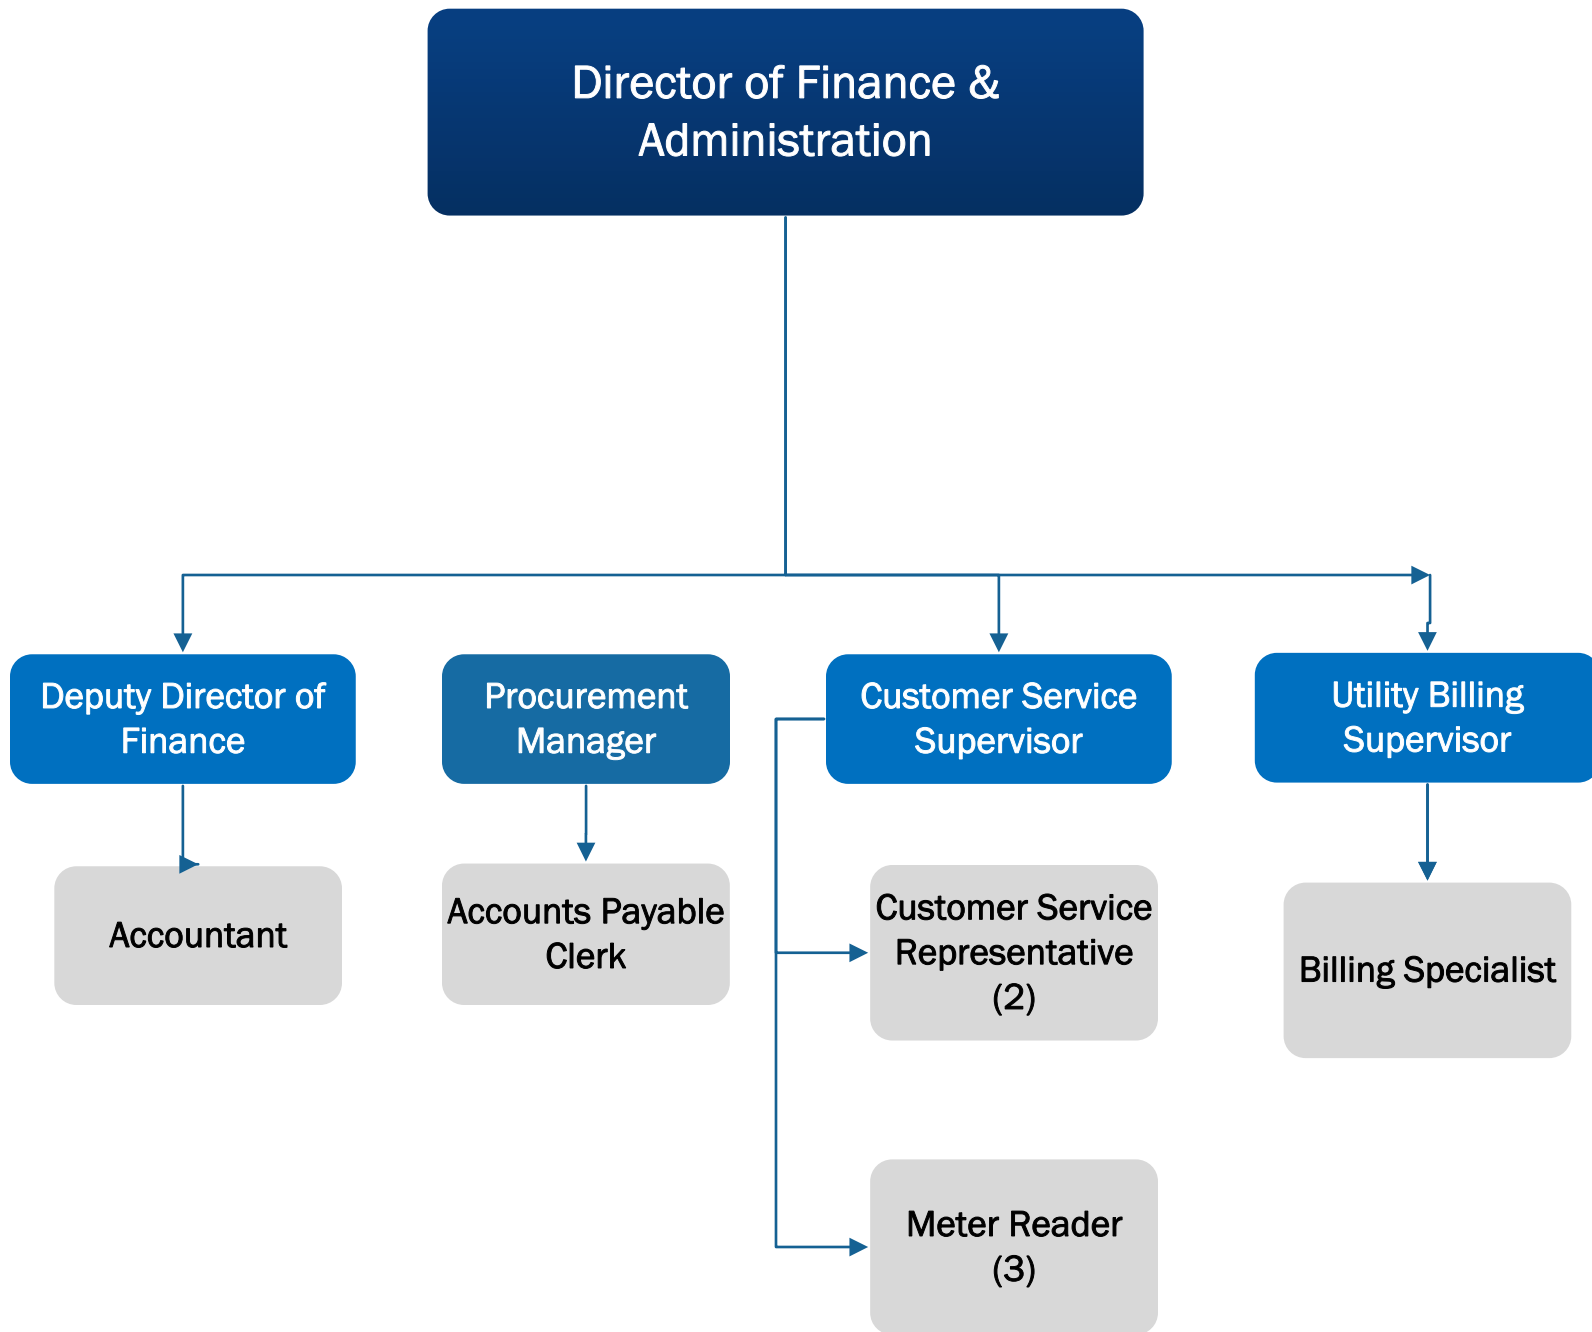 Director of Finance &
Administration
Deputy Director of
Finance
Procurement
Manager
Customer Service
Supervisor
Utility Billing
Supervisor
Accountant
Accounts Payable
Clerk
Customer Service
Representative
(2)
Billing Specialist
Meter Reader
(3)